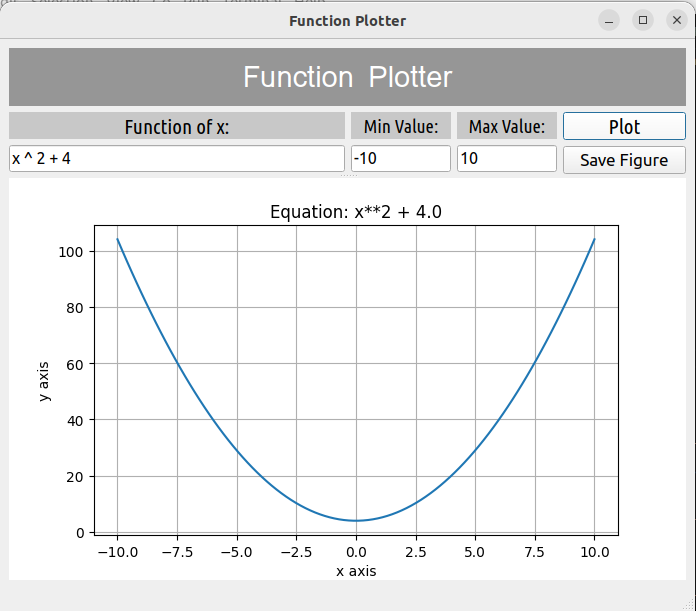 Function Plotter
Function Plotter
Function of x:
Min Value:
Max Value:
Plot
x ^ 2 + 4
-10
10
Save Figure
Equation: x**2 + 4.0
100
80
60
40
20
0
y axis
−10.0 −7.5 −5.0 −2.5 0.0 2.5 5.0 7.5 10.0
x axis